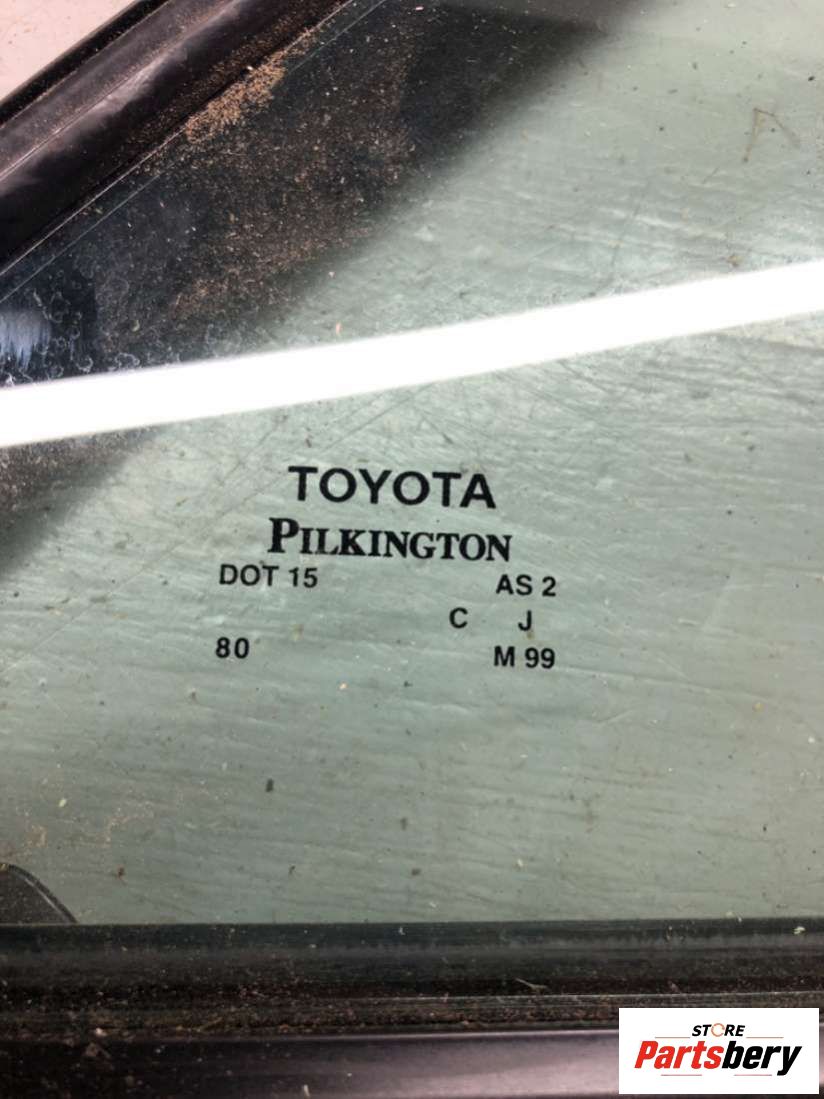 TOYOTA
PILKINGTON
DOT 15 AS 2
C J
80 M 99
STORE
Partsbery